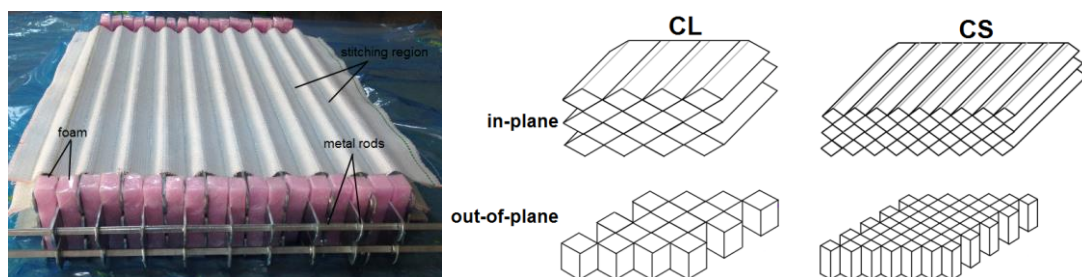 stitching region
foam
metal rods
CL
CS
in-plane
out-of-plane